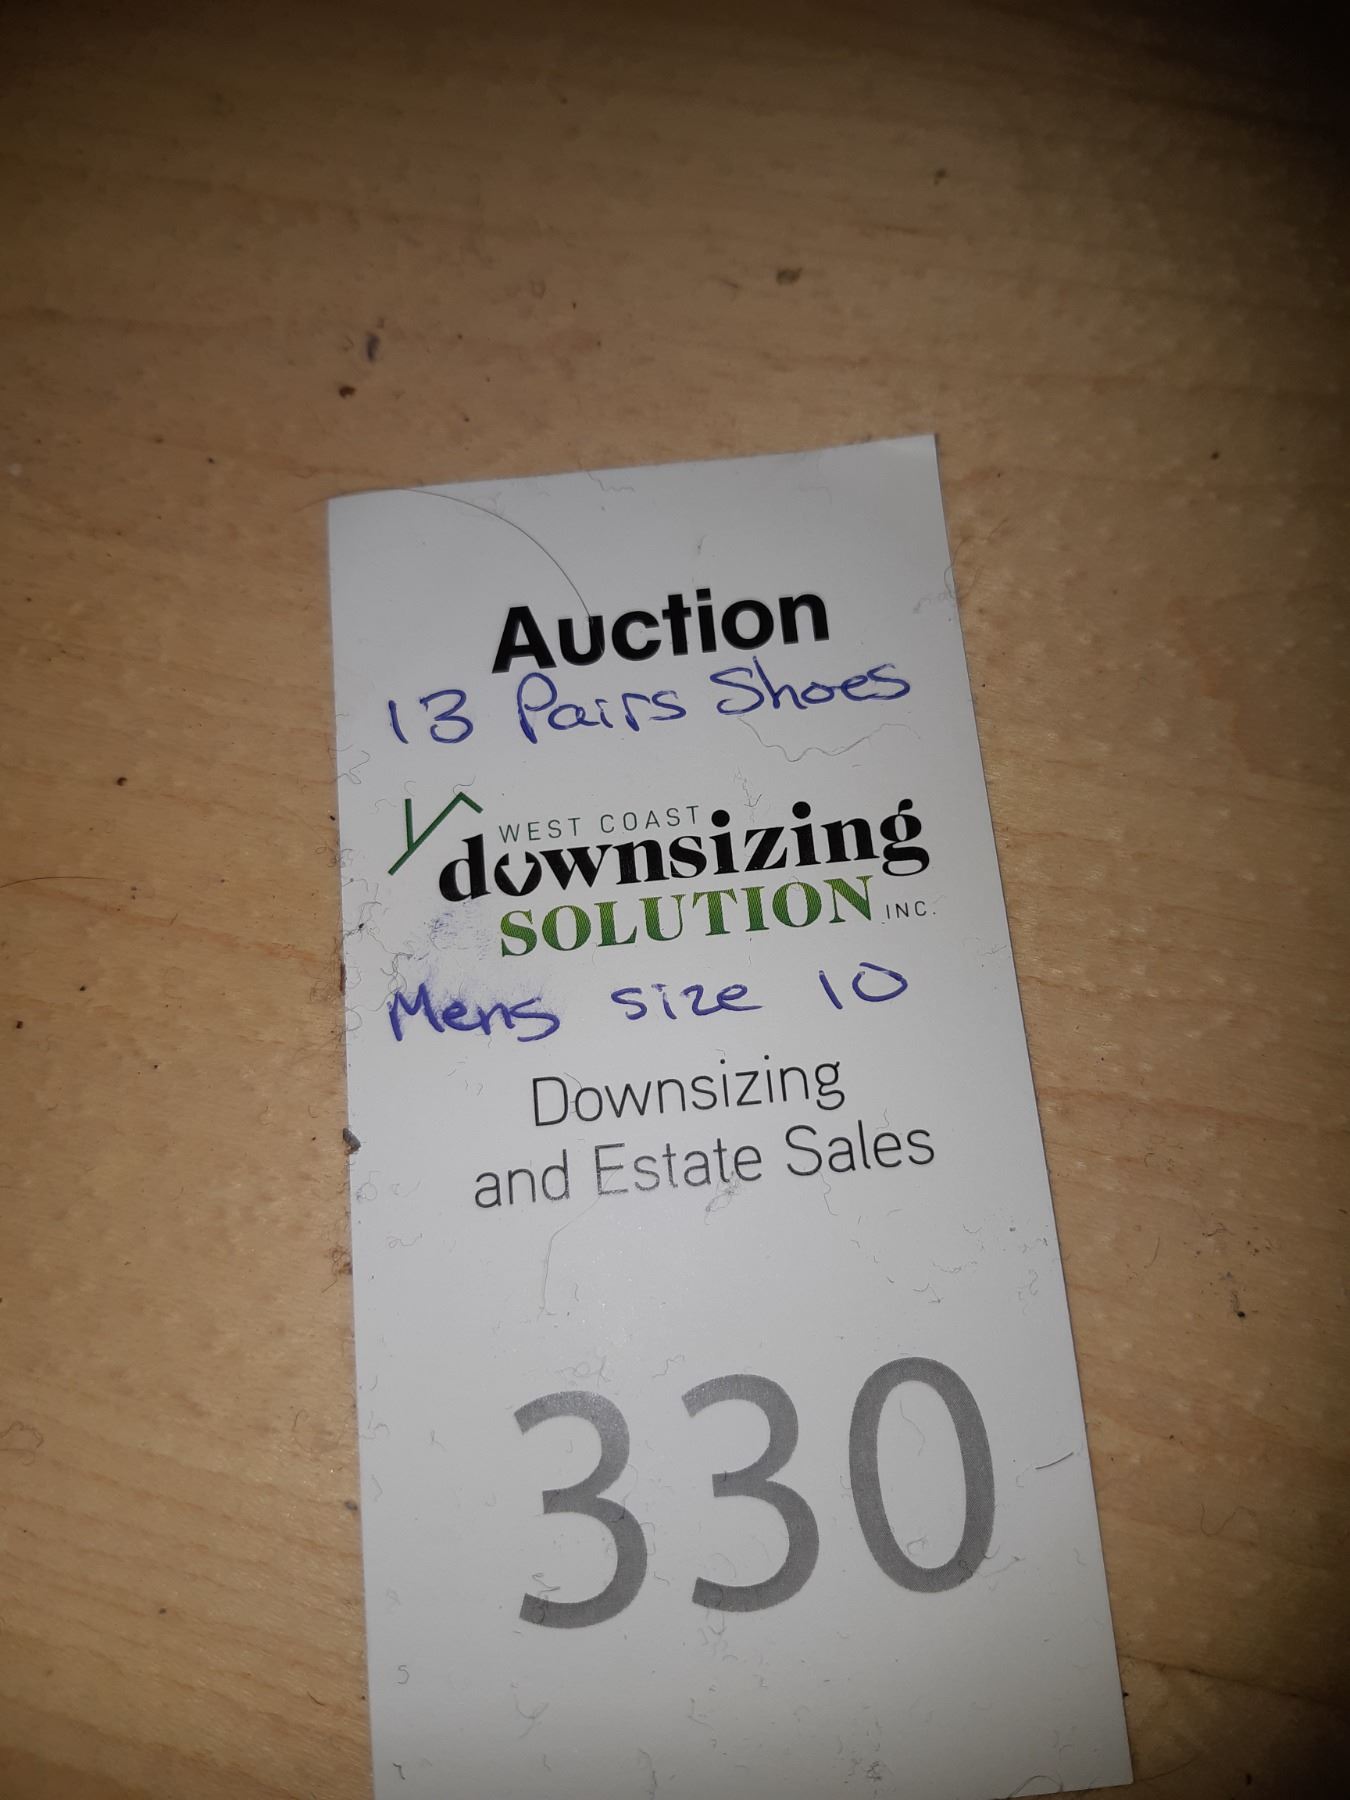 Auction
13 Pairs Shoes
WEST COAST
downsizing
SOLUTION INC.
Mens size 10
Downsizing
and Estate Sales
330